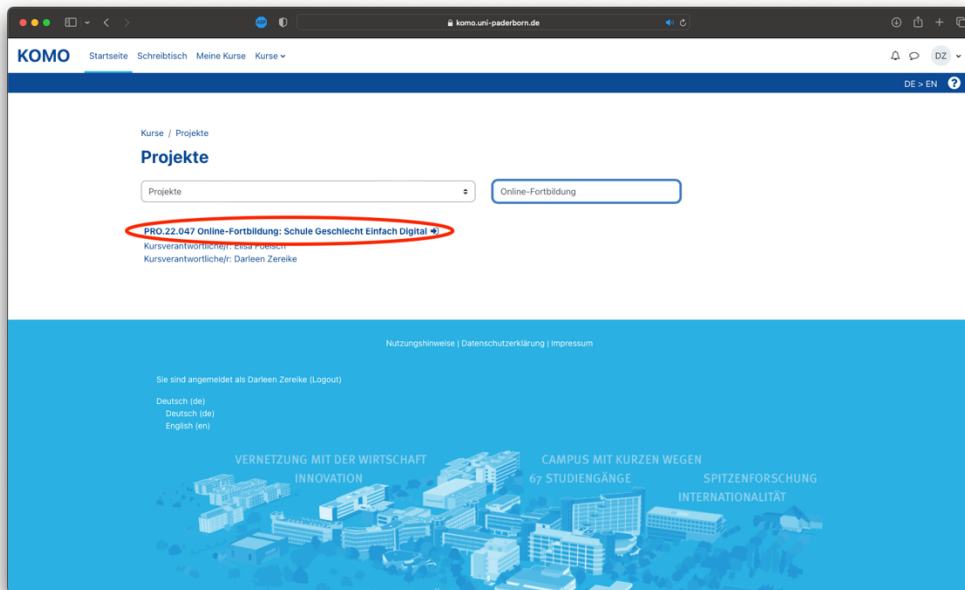 komo.uni-paderborn.de
KOMO Startseite Schreibtisch Meine Kurse Kurse DZ
DE > EN ?
Kurse / Projekte
Projekte
Projekte Online-Fortbildung
PRO.22.047 Online-Fortbildung: Schule Geschlecht Einfach Digital
Kursverantwortliche/r: Elisa
Kursverantwortliche/r: Darleen Zereike
Nutzungshinweise | Datenschutzerklärung | Impressum
Sie sind angemeldet als Darleen Zereike (Logout)
Deutsch (de)
Deutsch (de)
English (en)
VERNETZUNG MIT DER WIRTSCHAFT CAMPUS MIT KURZEN WEGEN
INNOVATION 67 STUDIENGÄNGE SPITZENFORSCHUNG
INTERNATIONALITÄT